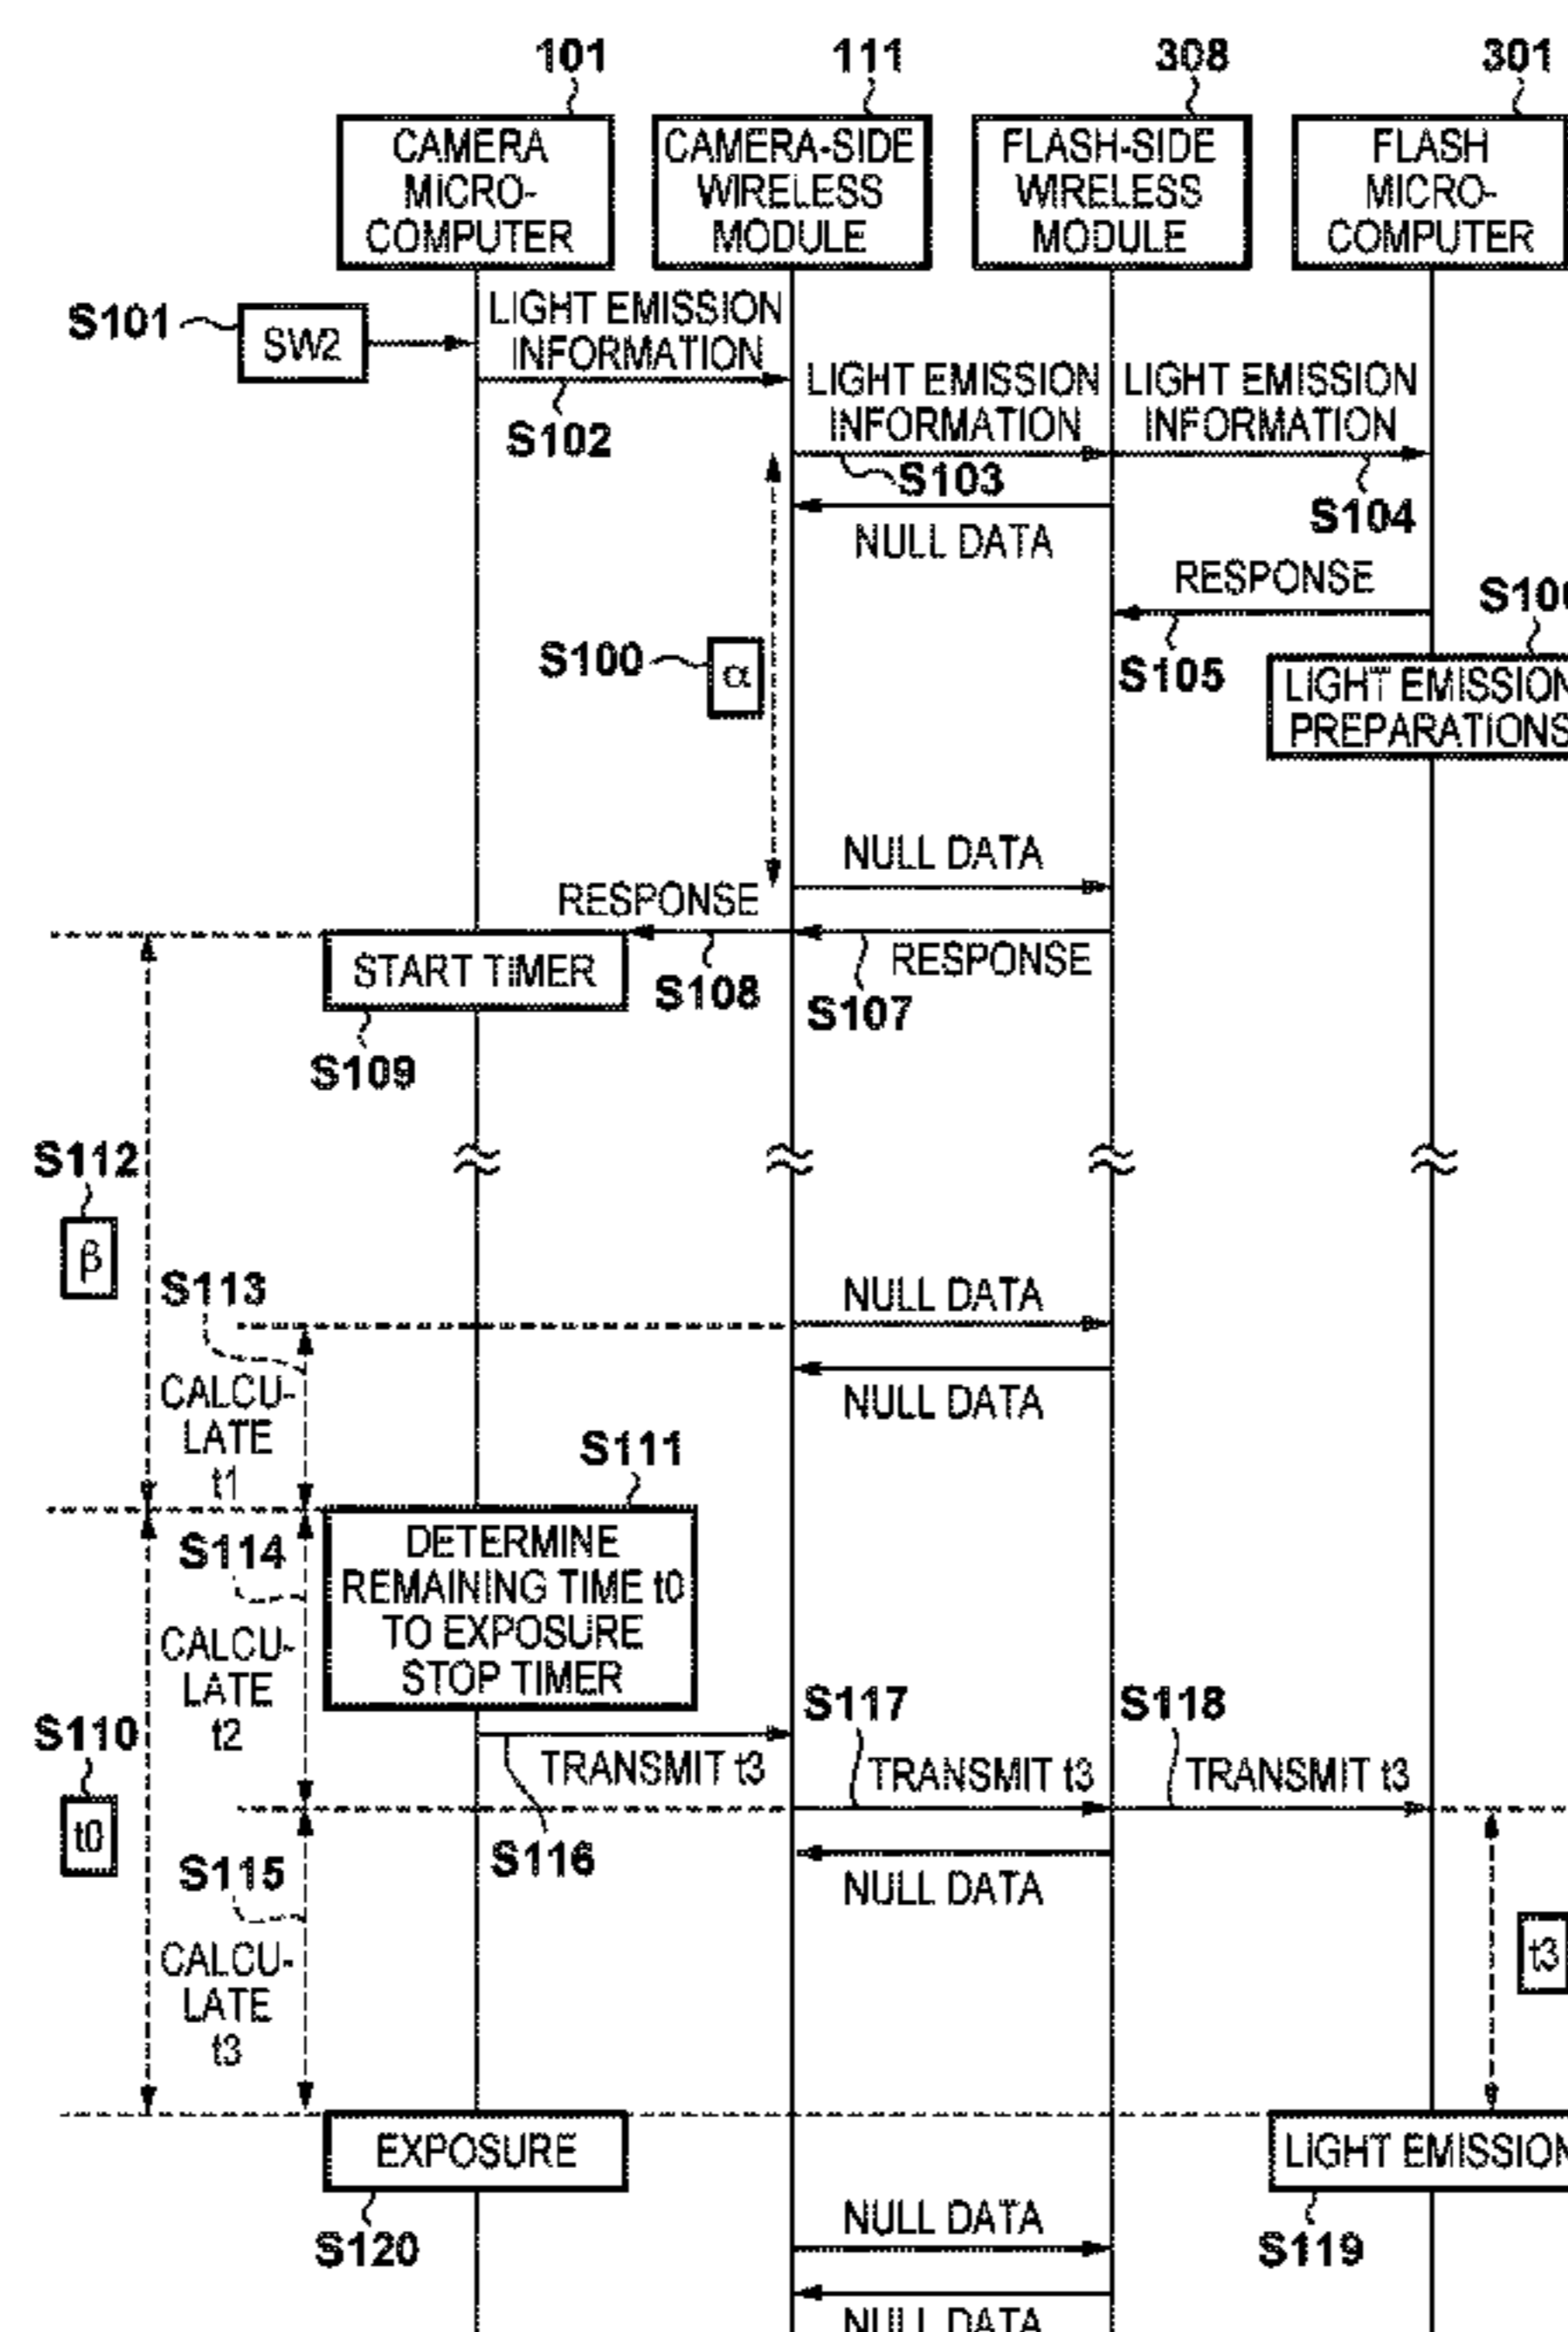 101
111
308
301
CAMERA
MICRO-
COMPUTER
CAMERA-SIDE
WIRELESS
MODULE
FLASH-SIDE
WIRELESS
MODULE
FLASH
MICRO-
COMPUTER
S101
SW2
LIGHT EMISSION
INFORMATION
S102
LIGHT EMISSION
INFORMATION
S103
LIGHT EMISSION
INFORMATION
S104
NULL DATA
RESPONSE
S105
S100
α
LIGHT EMISSION
PREPARATIONS
NULL DATA
RESPONSE
S108
RESPONSE
S107
START TIMER
S109
S112
β
S113
CALCU-
LATE
t1
NULL DATA
NULL DATA
S111
DETERMINE
REMAINING TIME t0
TO EXPOSURE
STOP TIMER
S114
CALCU-
LATE
t2
S110
t0
TRANSMIT t3
S116
S117
TRANSMIT t3
S118
TRANSMIT t3
NULL DATA
S115
CALCU-
LATE
t3
t3
EXPOSURE
S120
LIGHT EMISSION
S119
NULL DATA
NULL DATA